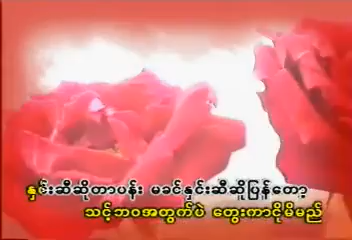 နှင်းဆီဆိုတာပန်း မခင်နှင်းဆီဆိုပြန်တော့
သင့်ဘဝအတွက်ပဲ တွေးကာငိုမိမည်